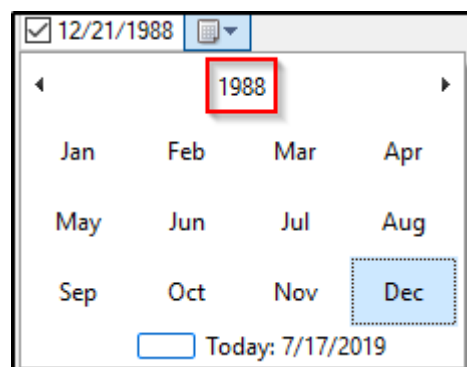 12/21/1988
1988
Jan Feb Mar Apr
May Jun Jul Aug
Sep Oct Nov Dec
Today: 7/17/2019